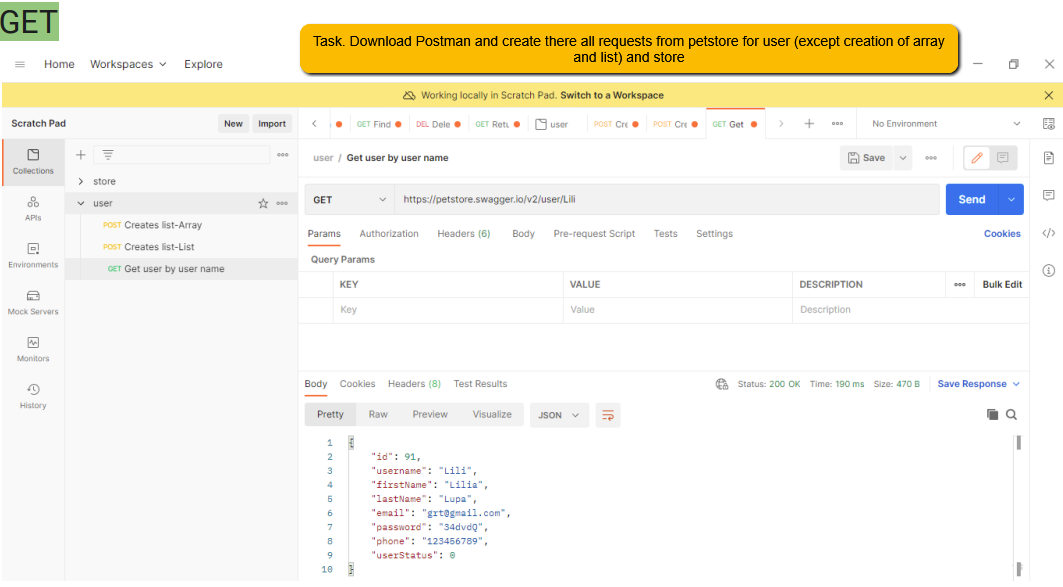 GET
Task. Download Postman and create there all requests from petstore for user (except creation of array
and list) and store
Home Workspaces Explore
Working locally in Scratch Pad. Switch to a Workspace
Scratch Pad New Import
GET Find DEL Dele GET Retu user POST Cre POST Cre GET Get No Environment
Collections
APIs
Environments
Mock Servers
Monitors
History
store
user
POST Creates list-Array
POST Creates list-List
GET Get user by user name
user / Get user by user name Save
GET https://petstore.swagger.io/v2/user/Lili Send
Params Authorization Headers (6) Body Pre-request Script Tests Settings Cookies
Query Params
KEY VALUE DESCRIPTION Bulk Edit
Key Value Description
Body Cookies Headers (8) Test Results Status: 200 OK Time: 190 ms Size: 470 B Save Response
Pretty Raw Preview Visualize JSON
1 {
2 "id": 91,
3 "username": "Lili",
4 "firstName": "Lilia",
5 "lastName": "Lupa",
6 "email": "grt@gmail.com",
7 "password": "34dvdQ",
8 "phone": "123456789",
9 "userStatus": 0
10 }